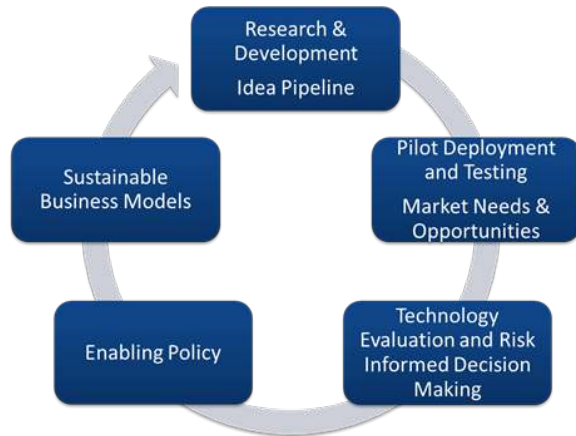 Research &
Development
Idea Pipeline
Pilot Deployment
and Testing
Market Needs &
Opportunities
Technology
Evaluation and Risk
Informed Decision
Making
Enabling Policy
Sustainable
Business Models